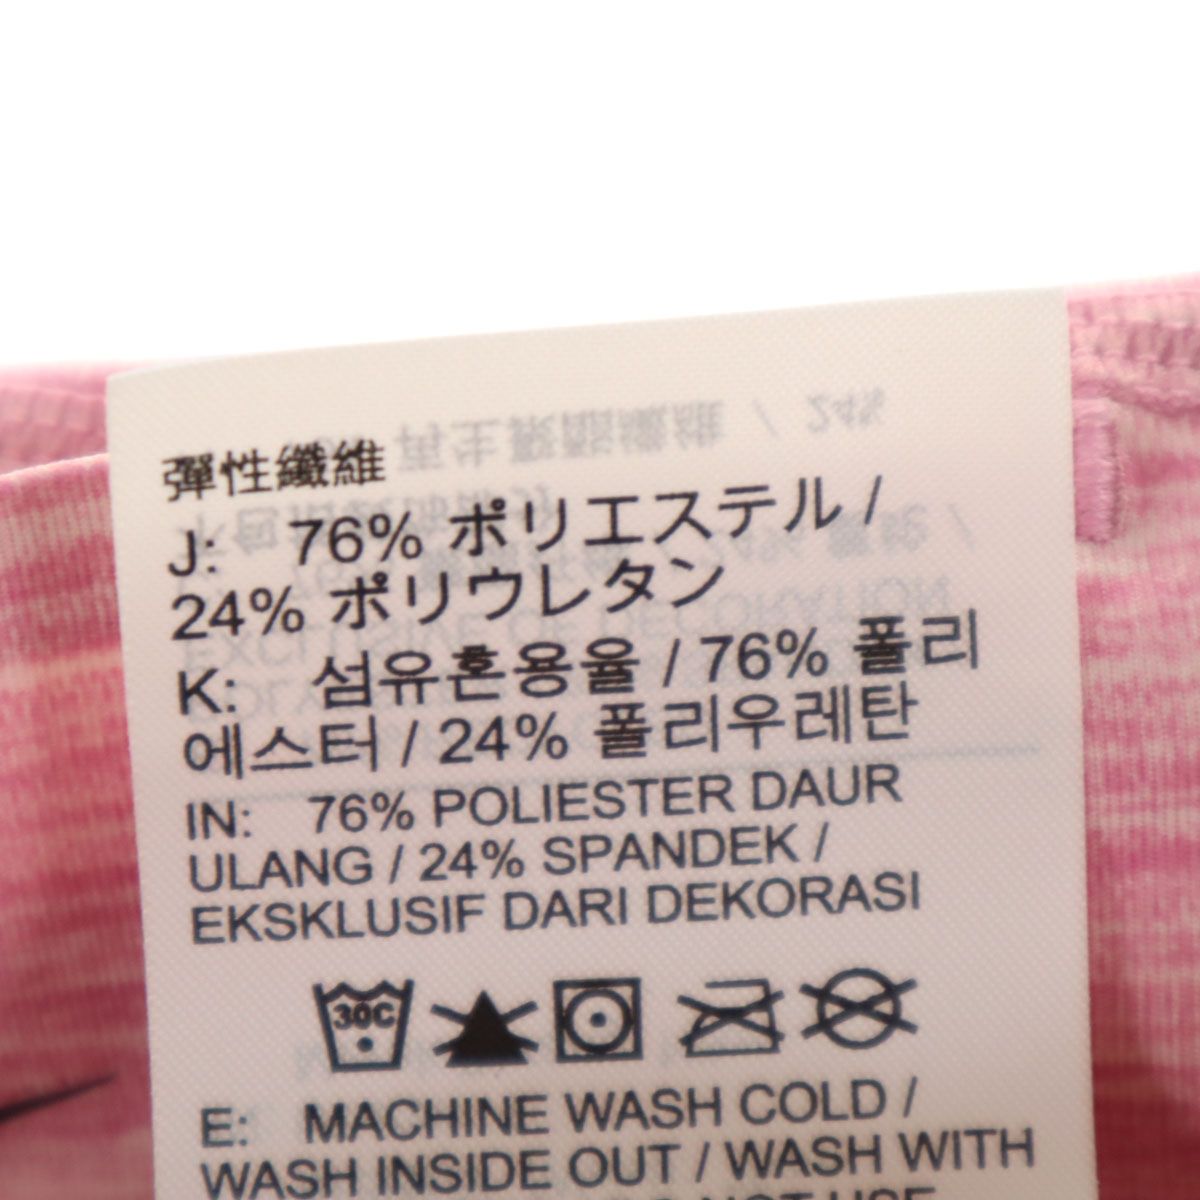 彈性纖維
J: 76% ポリエステル /
24% ポリウレタン
K: 섬유혼용율 / 76% 폴리
에스터 / 24% 폴리우레탄
IN: 76% POLIESTER DAUR
ULANG / 24% SPANDEK /
EKSKLUSIF DARI DEKORASI
30C
E: MACHINE WASH COLD /
WASH INSIDE OUT / WASH WITH